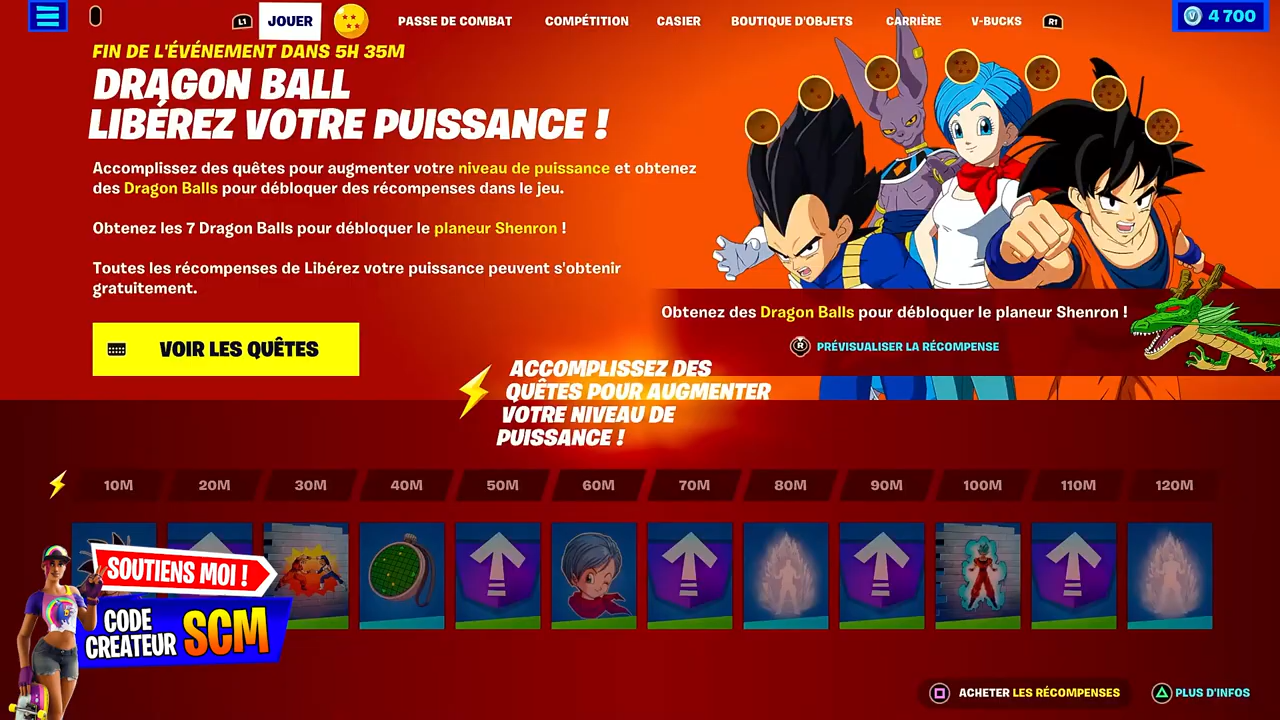 L1
JOUER
PASSE DE COMBAT
COMPÉTITION
CASIER
BOUTIQUE D'OBJETS
CARRIÈRE
V-BUCKS
R1
V 4 700
FIN DE L'ÉVÉNEMENT DANS 5H 35M
DRAGON BALL
LIBÉREZ VOTRE PUISSANCE !
Accomplissez des quêtes pour augmenter votre niveau de puissance et obtenez
des Dragon Balls pour débloquer des récompenses dans le jeu.
Obtenez les 7 Dragon Balls pour débloquer le planeur Shenron !
Toutes les récompenses de Libérez votre puissance peuvent s'obtenir
gratuitement.
VOIR LES QUÊTES
Obtenez des Dragon Balls pour débloquer le planeur Shenron !
R PRÉVISUALISER LA RÉCOMPENSE
ACCOMPLISSEZ DES
QUÊTES POUR AUGMENTER
VOTRE NIVEAU DE
PUISSANCE !
10M
20M
30M
40M
50M
60M
70M
80M
90M
100M
110M
120M
SOUTIENS MOI !
CODE
CREATEUR
SCM
ACHETER LES RÉCOMPENSES
PLUS D'INFOS